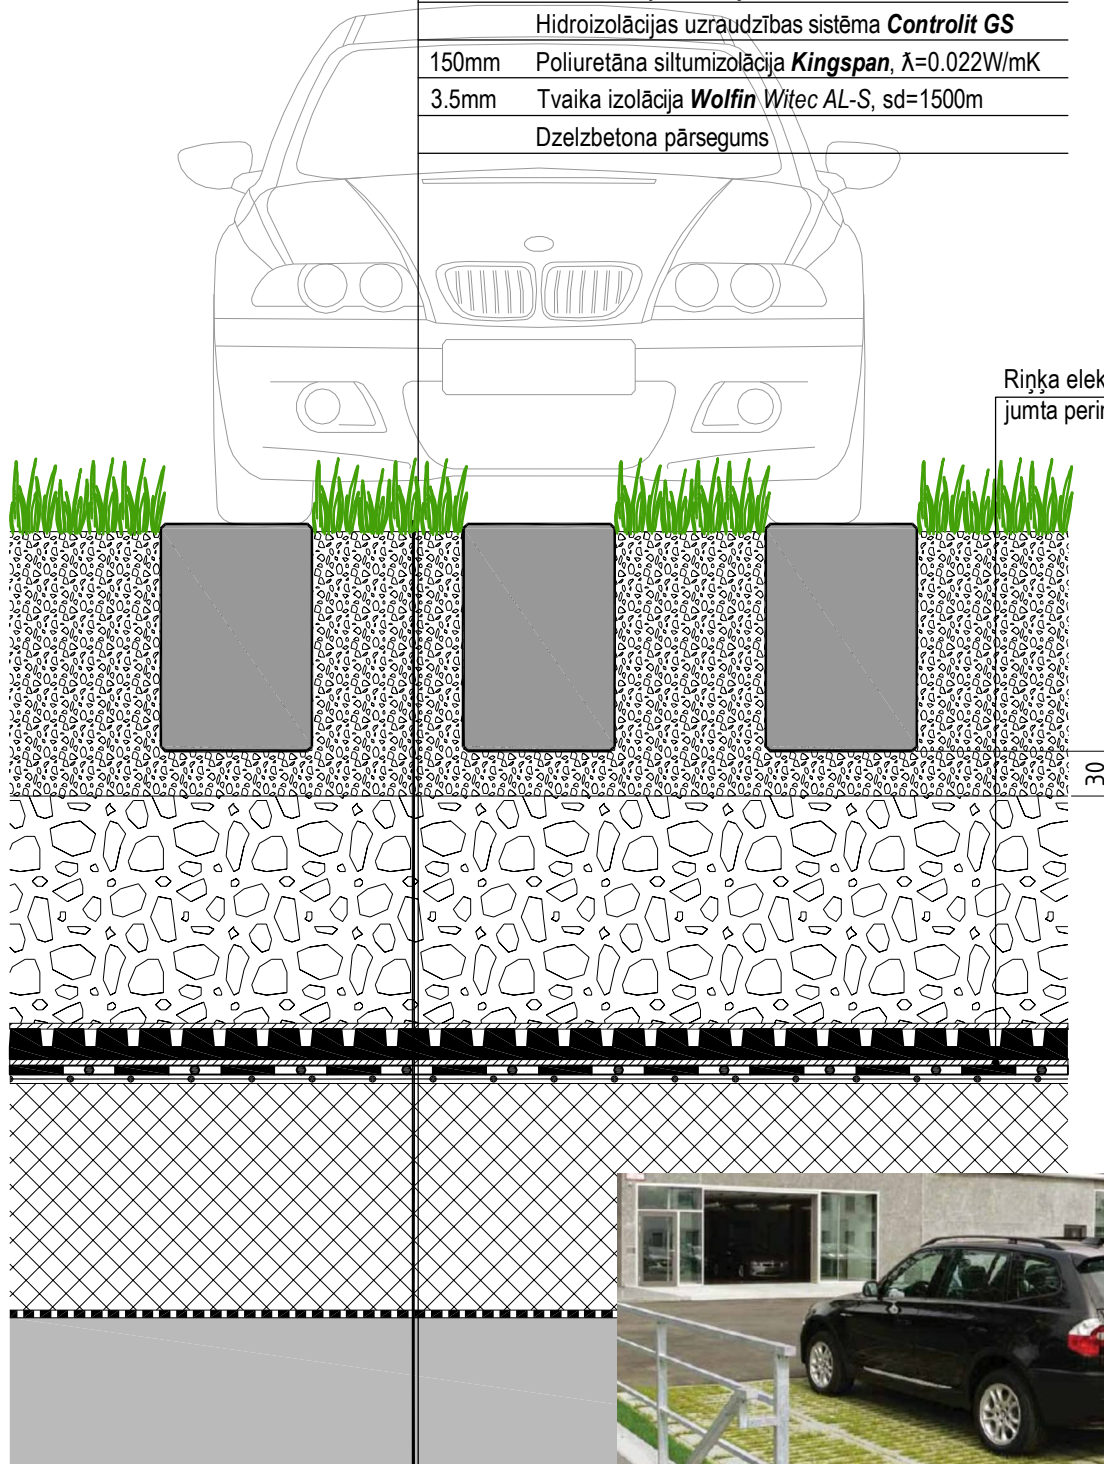 Hidroizolācijas uzraudzības sistēma Controlit GS
150mm Poliuretāna siltumizolācija Kingspan, λ=0.022W/mK
3.5mm Tvaika izolācija Wolfin Witec AL-S, sd=1500m
Dzelzbetona pārsegums
Riņķa elek
jumta perir
30